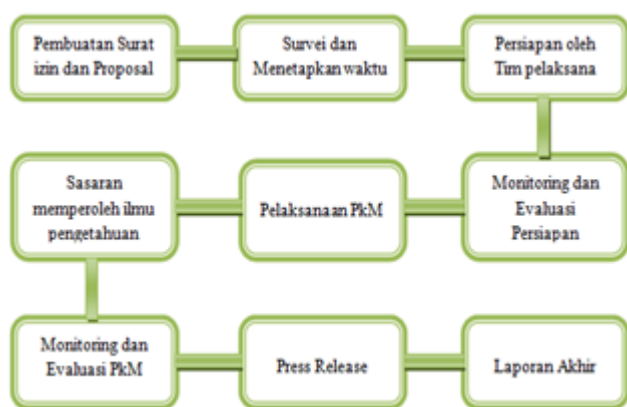 Pembuatan Surat
izin dan Proposal
Survei dan
Menetapkan waktu
Persiapan oleh
Tim pelaksana
Monitoring dan
Evaluasi
Persiapan
Pelaksanaan PkM
Sasaran
memperoleh ilmu
pengetahuan
Monitoring dan
Evaluasi PkM
Press Release
Laporan Akhir